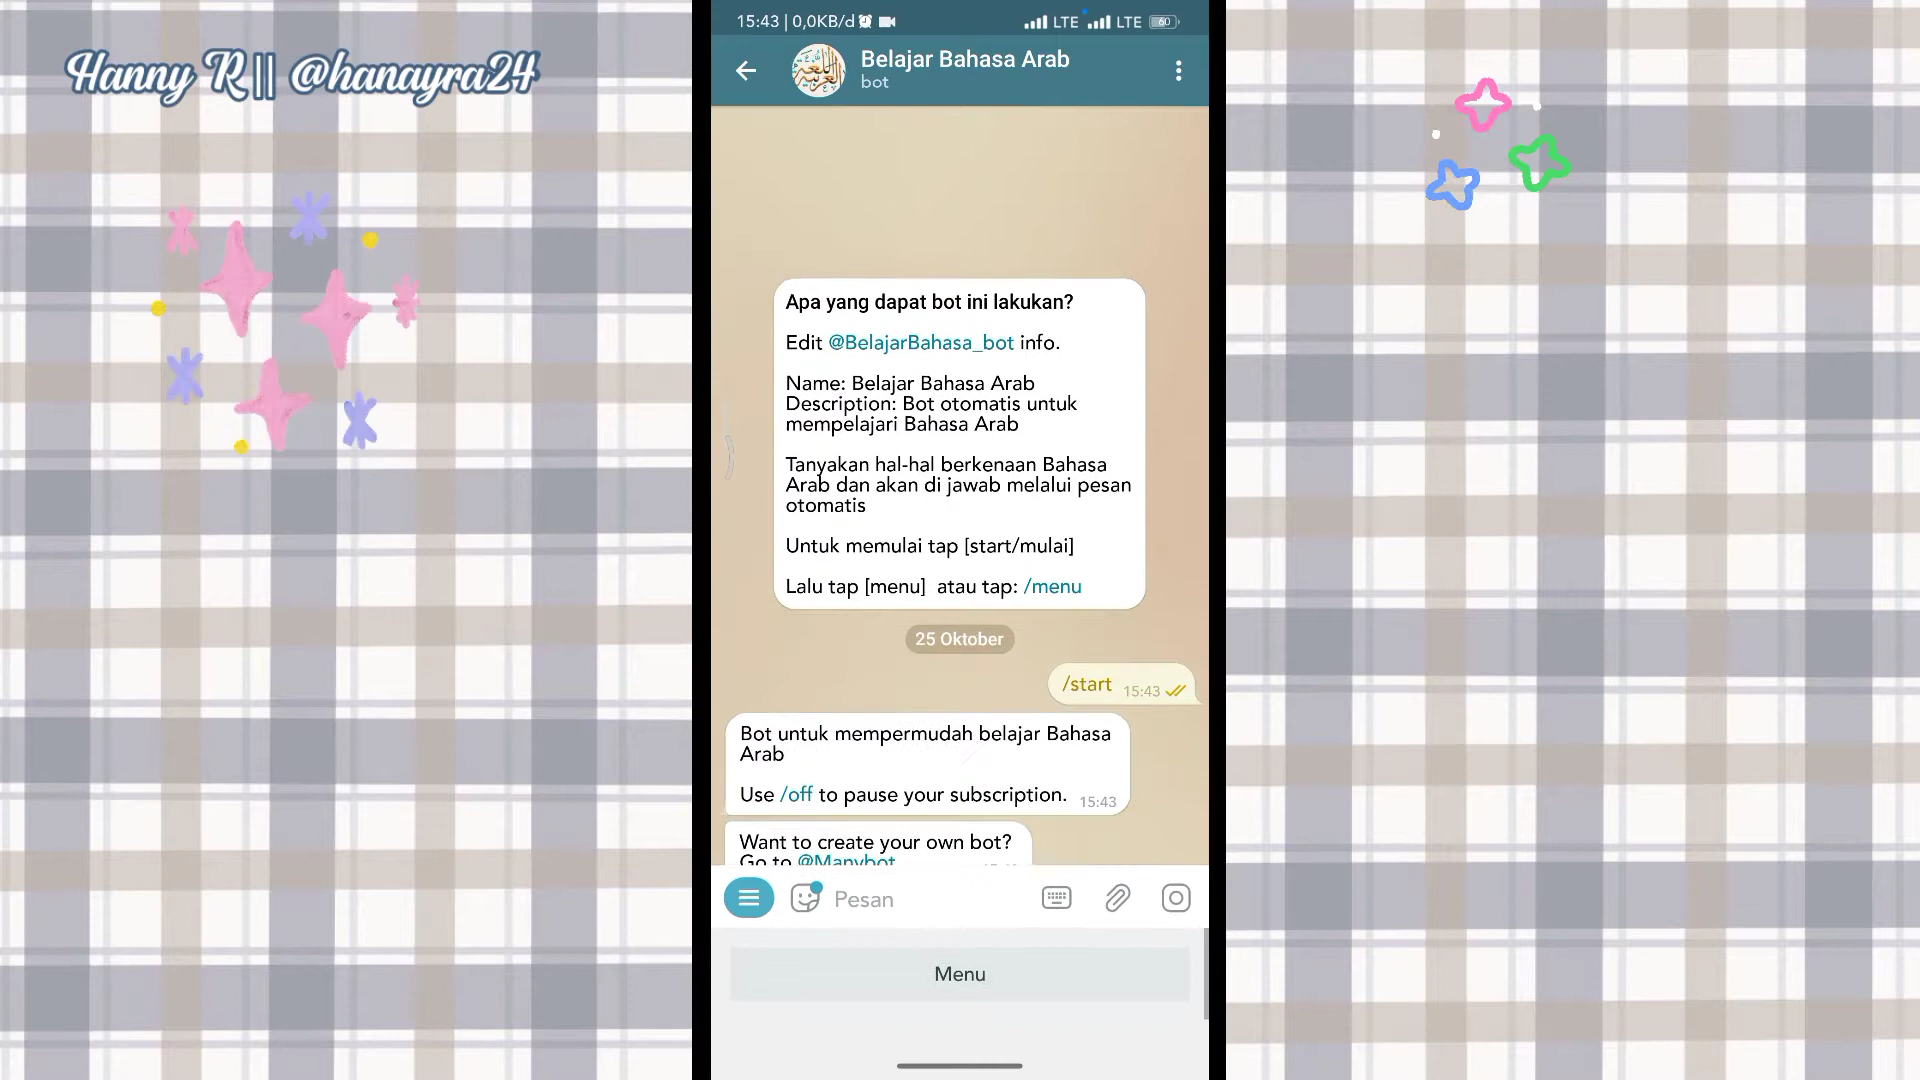 Hanny R|| @hanayra24
15:43 | 0,0KB/d
LTE LTE 60
Belajar Bahasa Arab
bot
Apa yang dapat bot ini lakukan?
Edit @BelajarBahasa_bot info.
Name: Belajar Bahasa Arab
Description: Bot otomatis untuk
mempelajari Bahasa Arab
Tanyakan hal-hal berkenaan Bahasa
Arab dan akan di jawab melalui pesan
otomatis
Untuk memulai tap [start/mulai]
Lalu tap [menu]  atau tap: /menu
25 Oktober
/start 15:43
Bot untuk mempermudah belajar Bahasa
Arab
Use /off to pause your subscription. 15:43
Want to create your own bot?
Go to @Manybot
Pesan
Menu